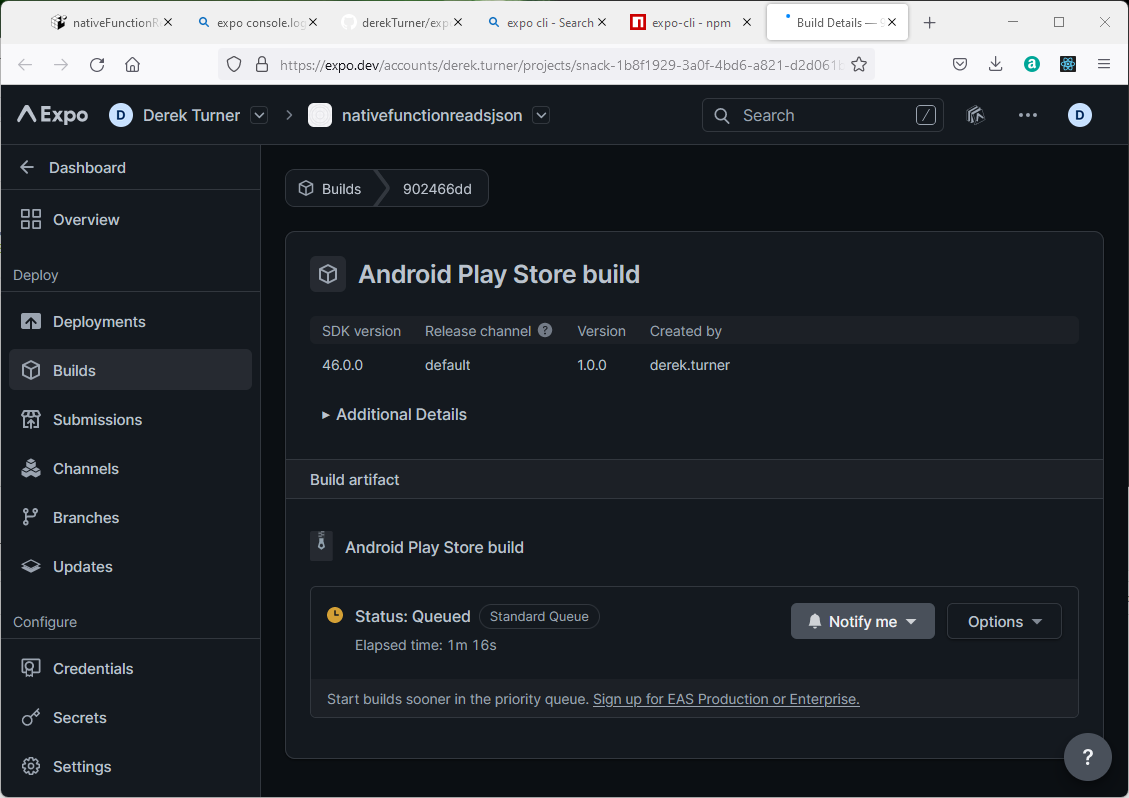 nativeFunctionR
expo console.log
derekTurner/exp
expo cli - Search
expo-cli - npm
Build Details —
https://expo.dev/accounts/derek.turner/projects/snack-1b8f1929-3a0f-4bd6-a821-d2d061b
Expo
D
Derek Turner
nativefunctionreadsjson
Search
/
D
Dashboard
Overview
Deploy
Deployments
Builds
Submissions
Channels
Branches
Updates
Configure
Credentials
Secrets
Settings
Builds
902466dd
Android Play Store build
SDK version Release channel ? Version Created by
46.0.0 default 1.0.0 derek.turner
Additional Details
Build artifact
Android Play Store build
Status: Queued Standard Queue
Elapsed time: 1m 16s
Notify me
Options
Start builds sooner in the priority queue. Sign up for EAS Production or Enterprise.
?